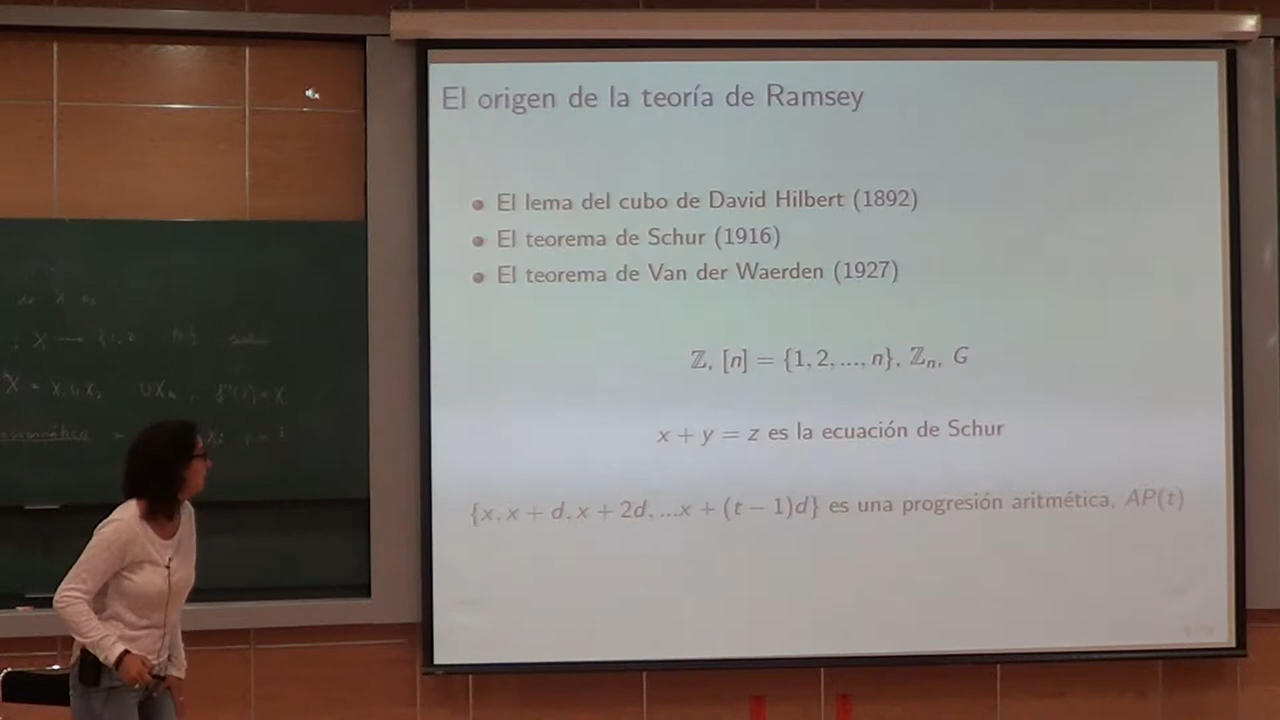 El origen de la teoría de Ramsey
El lema del cubo de David Hilbert (1892)
El teorema de Schur (1916)
El teorema de Van der Waerden (1927)
ℤ, [n] = {1, 2, ..., n}, ℤₙ, G
x + y = z es la ecuación de Schur
{x, x + d, x + 2d, ...x + (t − 1)d} es una progresión aritmética, AP(t)